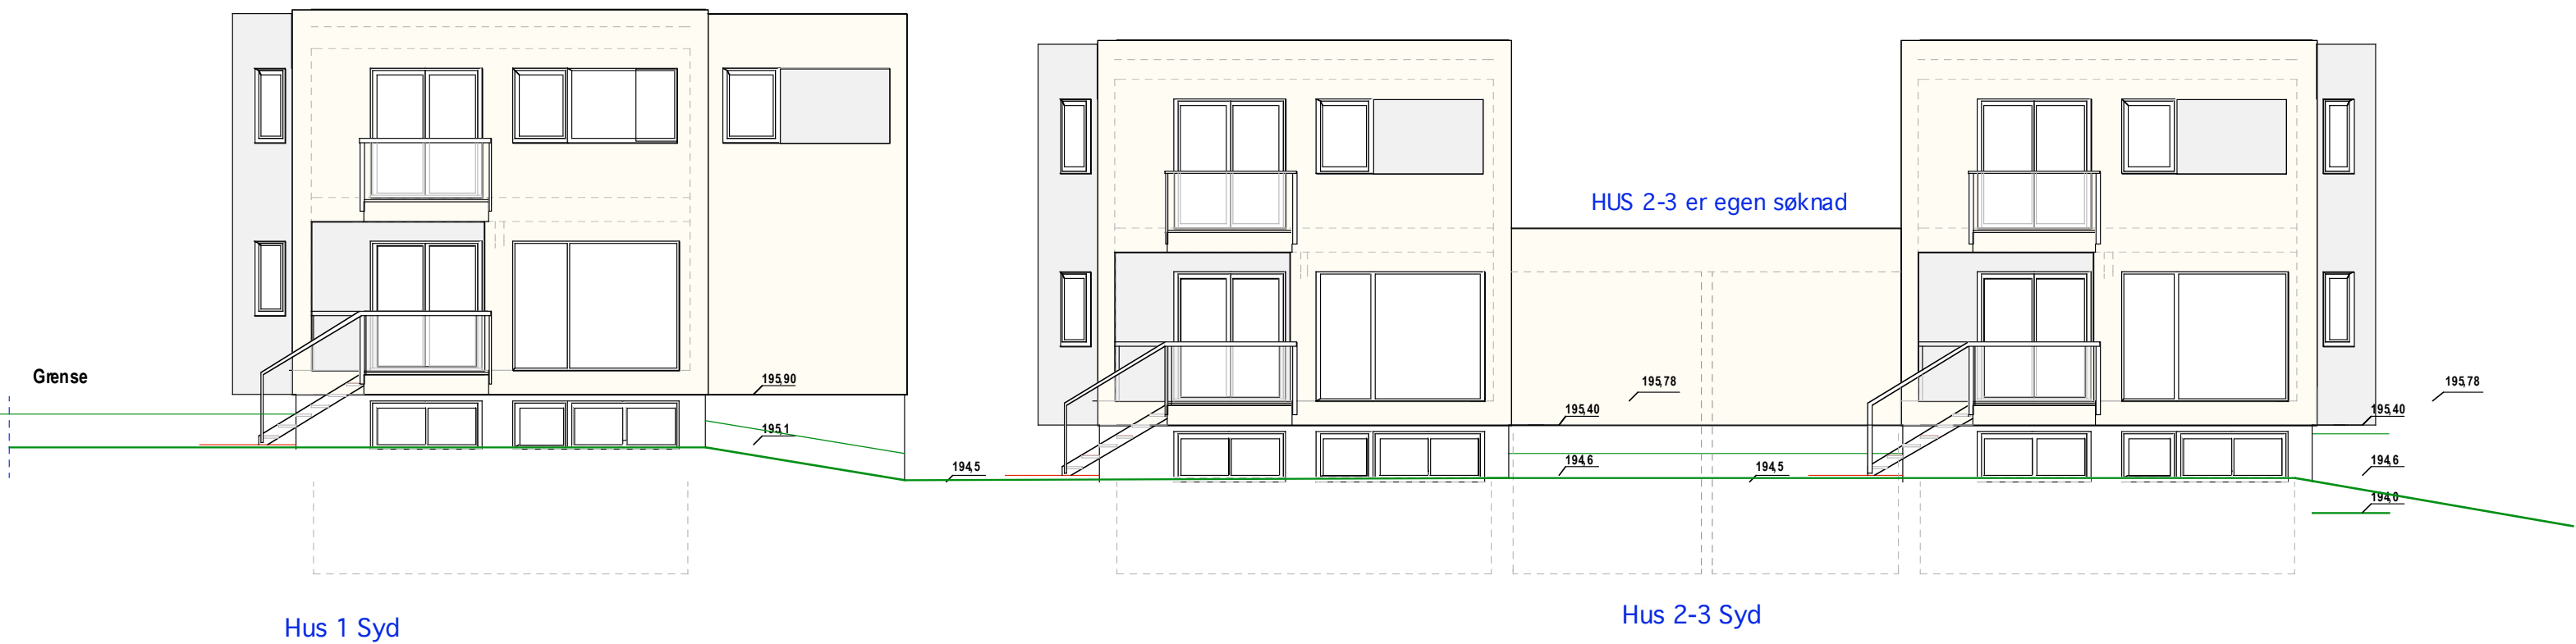 HUS 2-3 er egen søknad
Grense
195,90
195,78
195,78
195,40
195,40
195,1
194,5
194,6
194,5
194,6
194,0
Hus 1 Syd
Hus 2-3 Syd